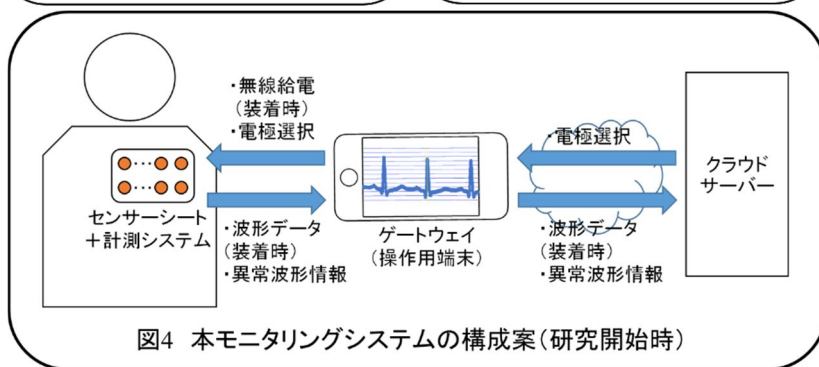 ・無線給電
(装着時)
・電極選択
センサーシート
＋計測システム
・波形データ
(装着時)
・異常波形情報
ゲートウェイ
(操作用端末)
・電極選択
・波形データ
(装着時)
・異常波形情報
クラウド
サーバー
図4 本モニタリングシステムの構成案(研究開始時)